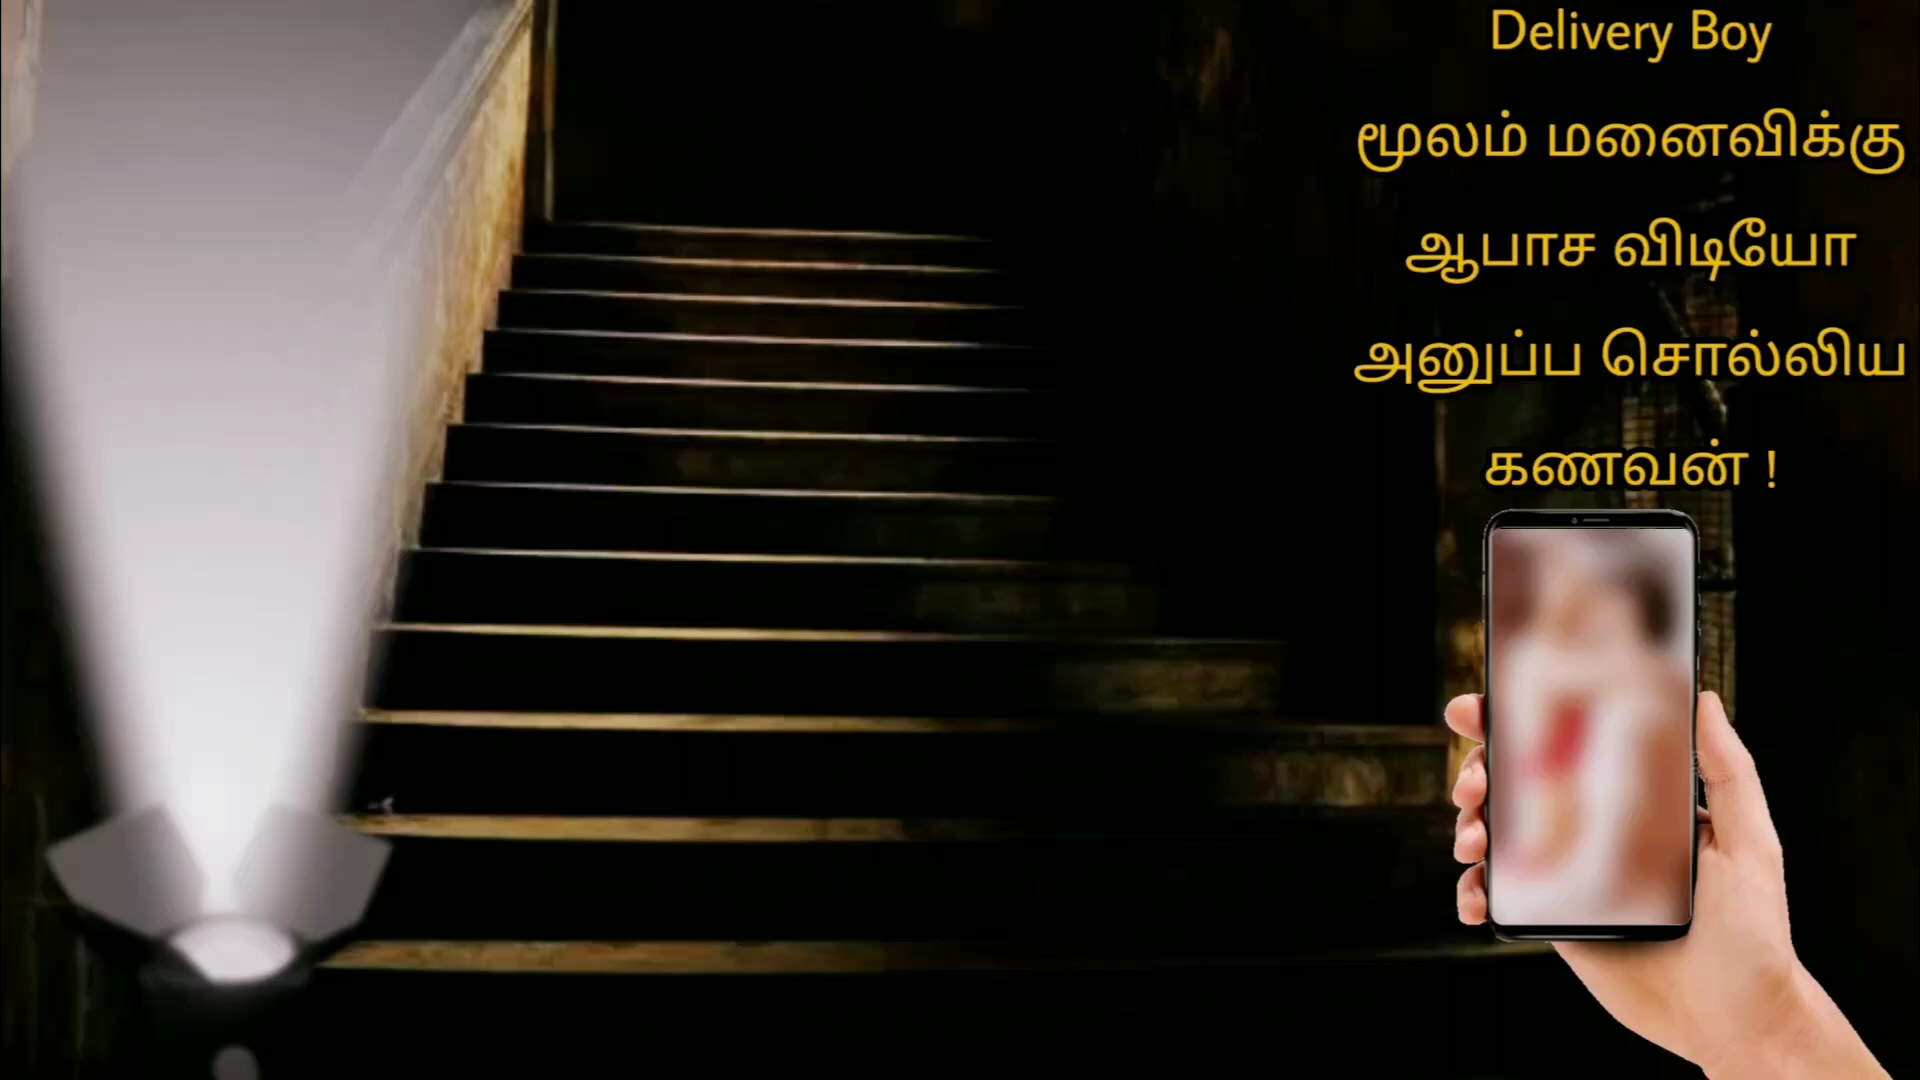 Delivery Boy
மூலம் மனைவிக்கு
ஆபாச விடியோ
அனுப்ப சொல்லிய
கணவன் !